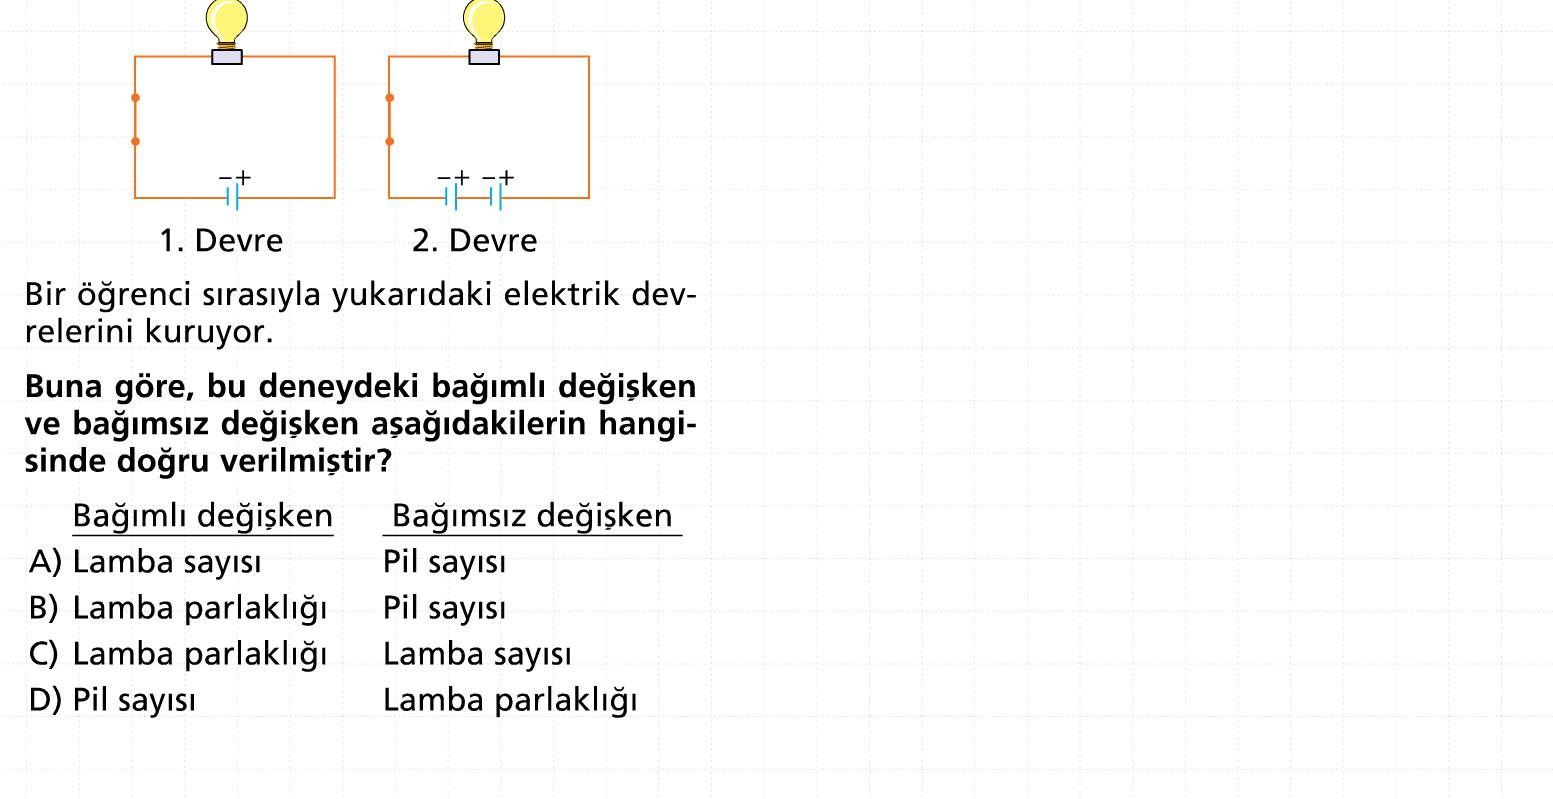 −+ −+ −+
1. Devre 2. Devre
Bir öğrenci sırasıyla yukarıdaki elektrik dev-
relerini kuruyor.
Buna göre, bu deneydeki bağımlı değişken
ve bağımsız değişken aşağıdakilerin hangi-
sinde doğru verilmiştir?
Bağımlı değişken Bağımsız değişken
A) Lamba sayısı Pil sayısı
B) Lamba parlaklığı Pil sayısı
C) Lamba parlaklığı Lamba sayısı
D) Pil sayısı Lamba parlaklığı